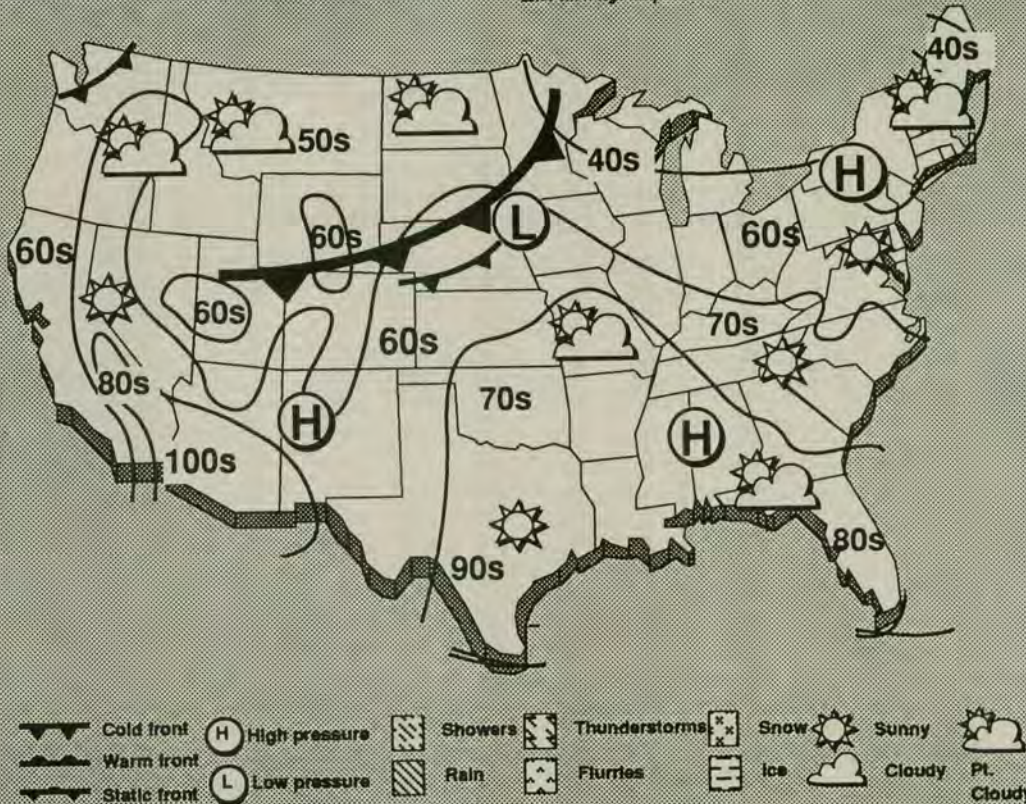 40s
50s
40s
60s
60s
60s
H
L
60s
70s
60s
80s
70s
H
H
100s
80s
90s
Cold front
H High pressure
Showers
Thunderstorms
Snow
Sunny
Warm front
Static front
L Low pressure
Rain
Flurries
Ice
Cloudy
Pt.
Cloudy